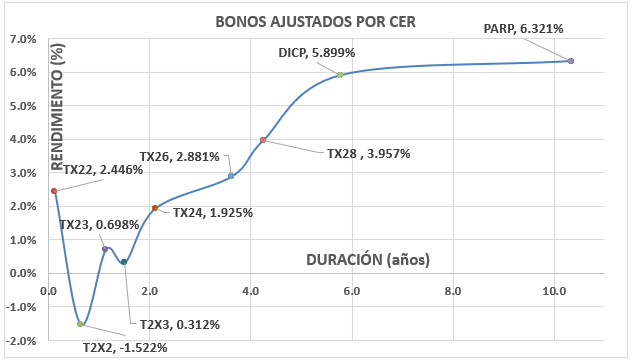 BONOS AJUSTADOS POR CER
7.0%
6.0%
5.0%
4.0%
3.0%
2.0%
1.0%
0.0%
-1.0%
-2.0%
RENDIMIENTO (%)
PARP, 6.321%
DICP, 5.899%
TX28 , 3.957%
TX26, 2.881%
TX22, 2.446%
TX24, 1.925%
TX23, 0.698%
T2X3, 0.312%
T2X2, -1.522%
DURACIÓN (años)
0.0
2.0
4.0
6.0
8.0
10.0